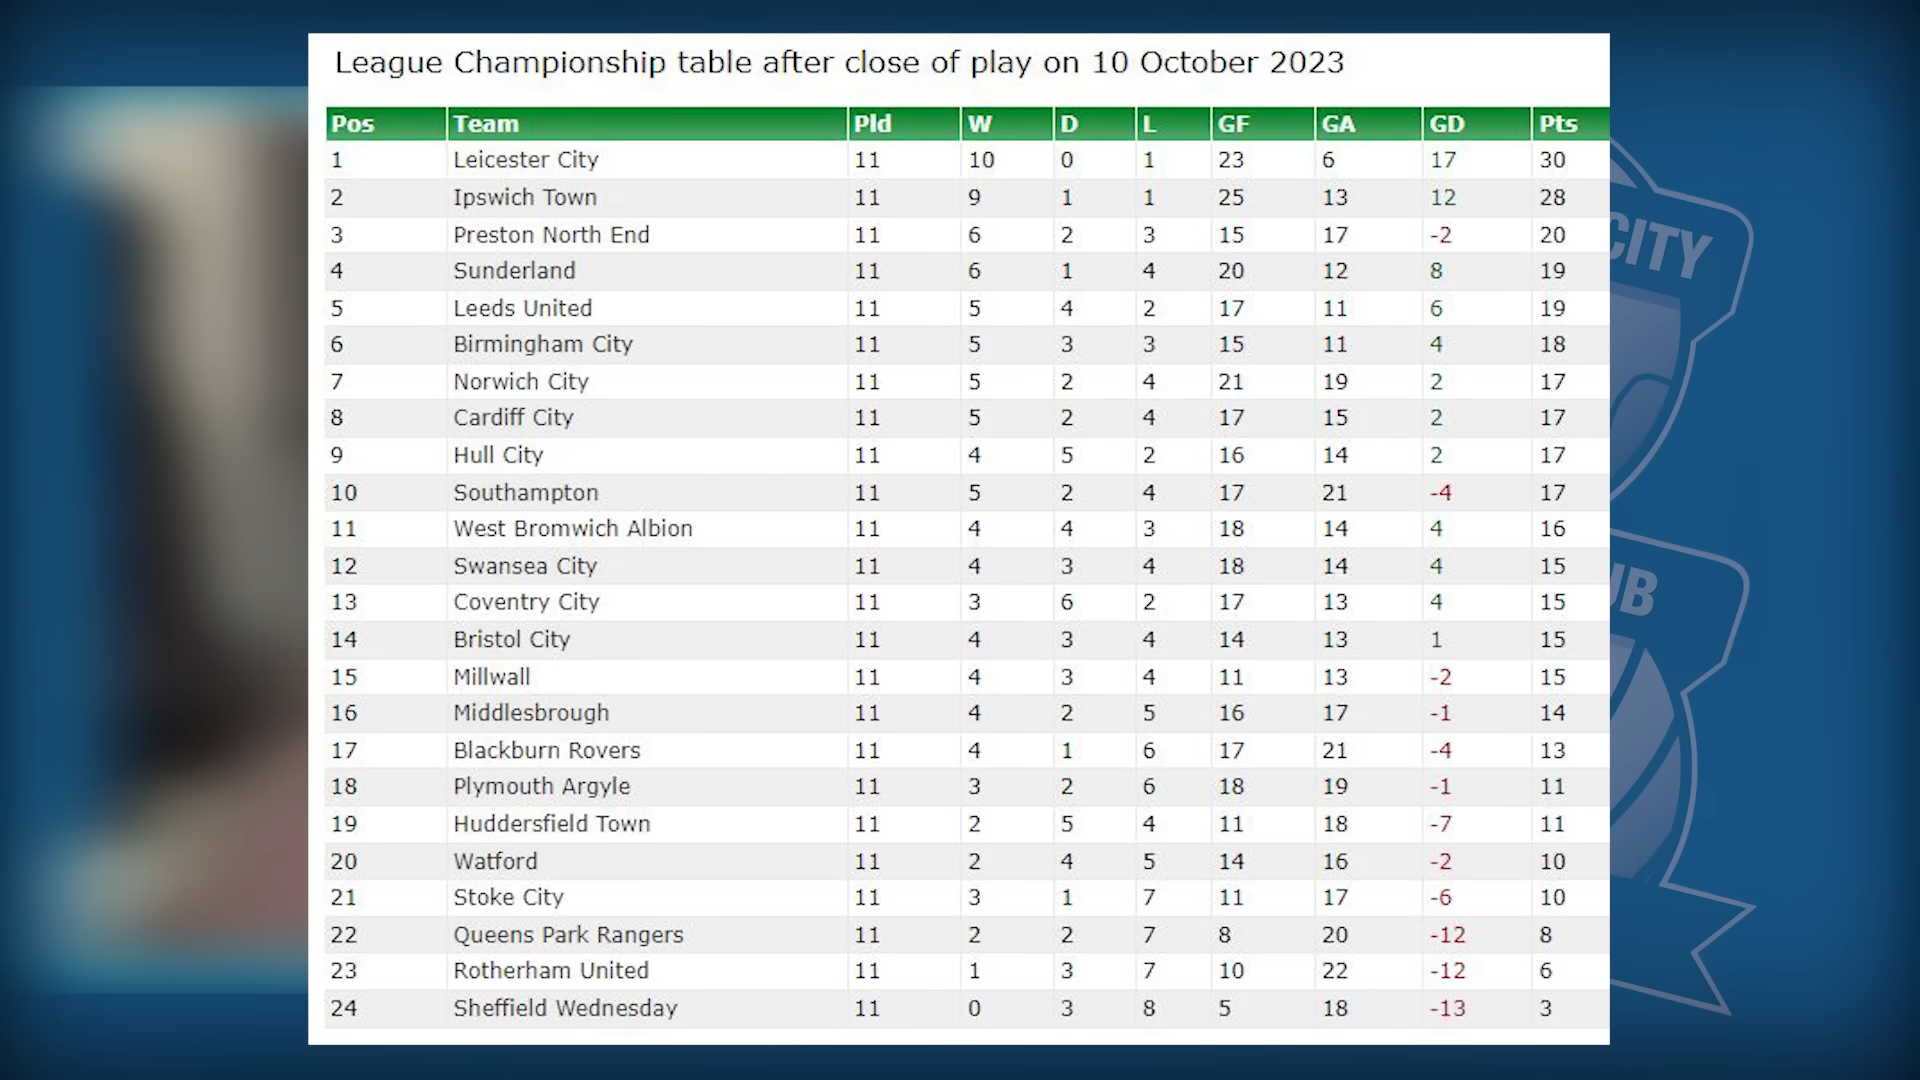 League Championship table after close of play on 10 October 2023
Pos Team Pld W D L GF GA GD Pts
1 Leicester City 11 10 0 1 23 6 17 30
2 Ipswich Town 11 9 1 1 25 13 12 28
3 Preston North End 11 6 2 3 15 17 -2 20
4 Sunderland 11 6 1 4 20 12 8 19
5 Leeds United 11 5 4 2 17 11 6 19
6 Birmingham City 11 5 3 3 15 11 4 18
7 Norwich City 11 5 2 4 21 19 2 17
8 Cardiff City 11 5 2 4 17 15 2 17
9 Hull City 11 4 5 2 16 14 2 17
10 Southampton 11 5 2 4 17 21 -4 17
11 West Bromwich Albion 11 4 4 3 18 14 4 16
12 Swansea City 11 4 3 4 18 14 4 15
13 Coventry City 11 3 6 2 17 13 4 15
14 Bristol City 11 4 3 4 14 13 1 15
15 Millwall 11 4 3 4 11 13 -2 15
16 Middlesbrough 11 4 2 5 16 17 -1 14
17 Blackburn Rovers 11 4 1 6 17 21 -4 13
18 Plymouth Argyle 11 3 2 6 18 19 -1 11
19 Huddersfield Town 11 2 5 4 11 18 -7 11
20 Watford 11 2 4 5 14 16 -2 10
21 Stoke City 11 3 1 7 11 17 -6 10
22 Queens Park Rangers 11 2 2 7 8 20 -12 8
23 Rotherham United 11 1 3 7 10 22 -12 6
24 Sheffield Wednesday 11 0 3 8 5 18 -13 3
CITY
UB